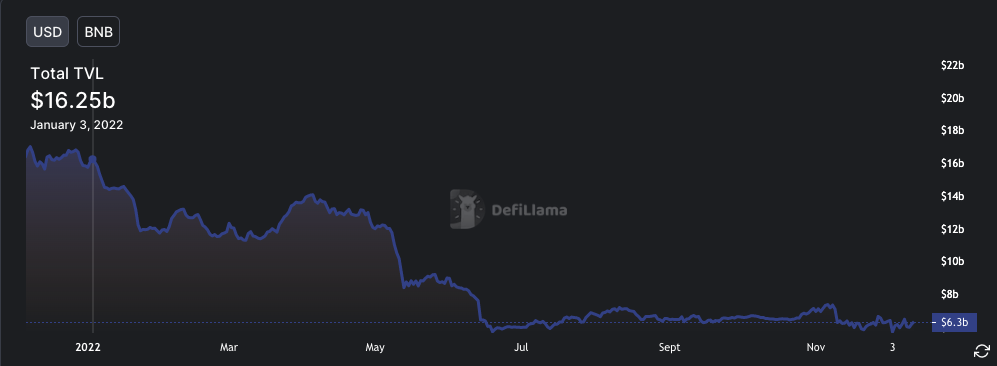 USD BNB
Total TVL
$16.25b
January 3, 2022
$22b
$20b
$18b
$16b
$14b
$12b
$10b
$8b
$6.3b
DefiLlama
2022 Mar May Jul Sept Nov 3